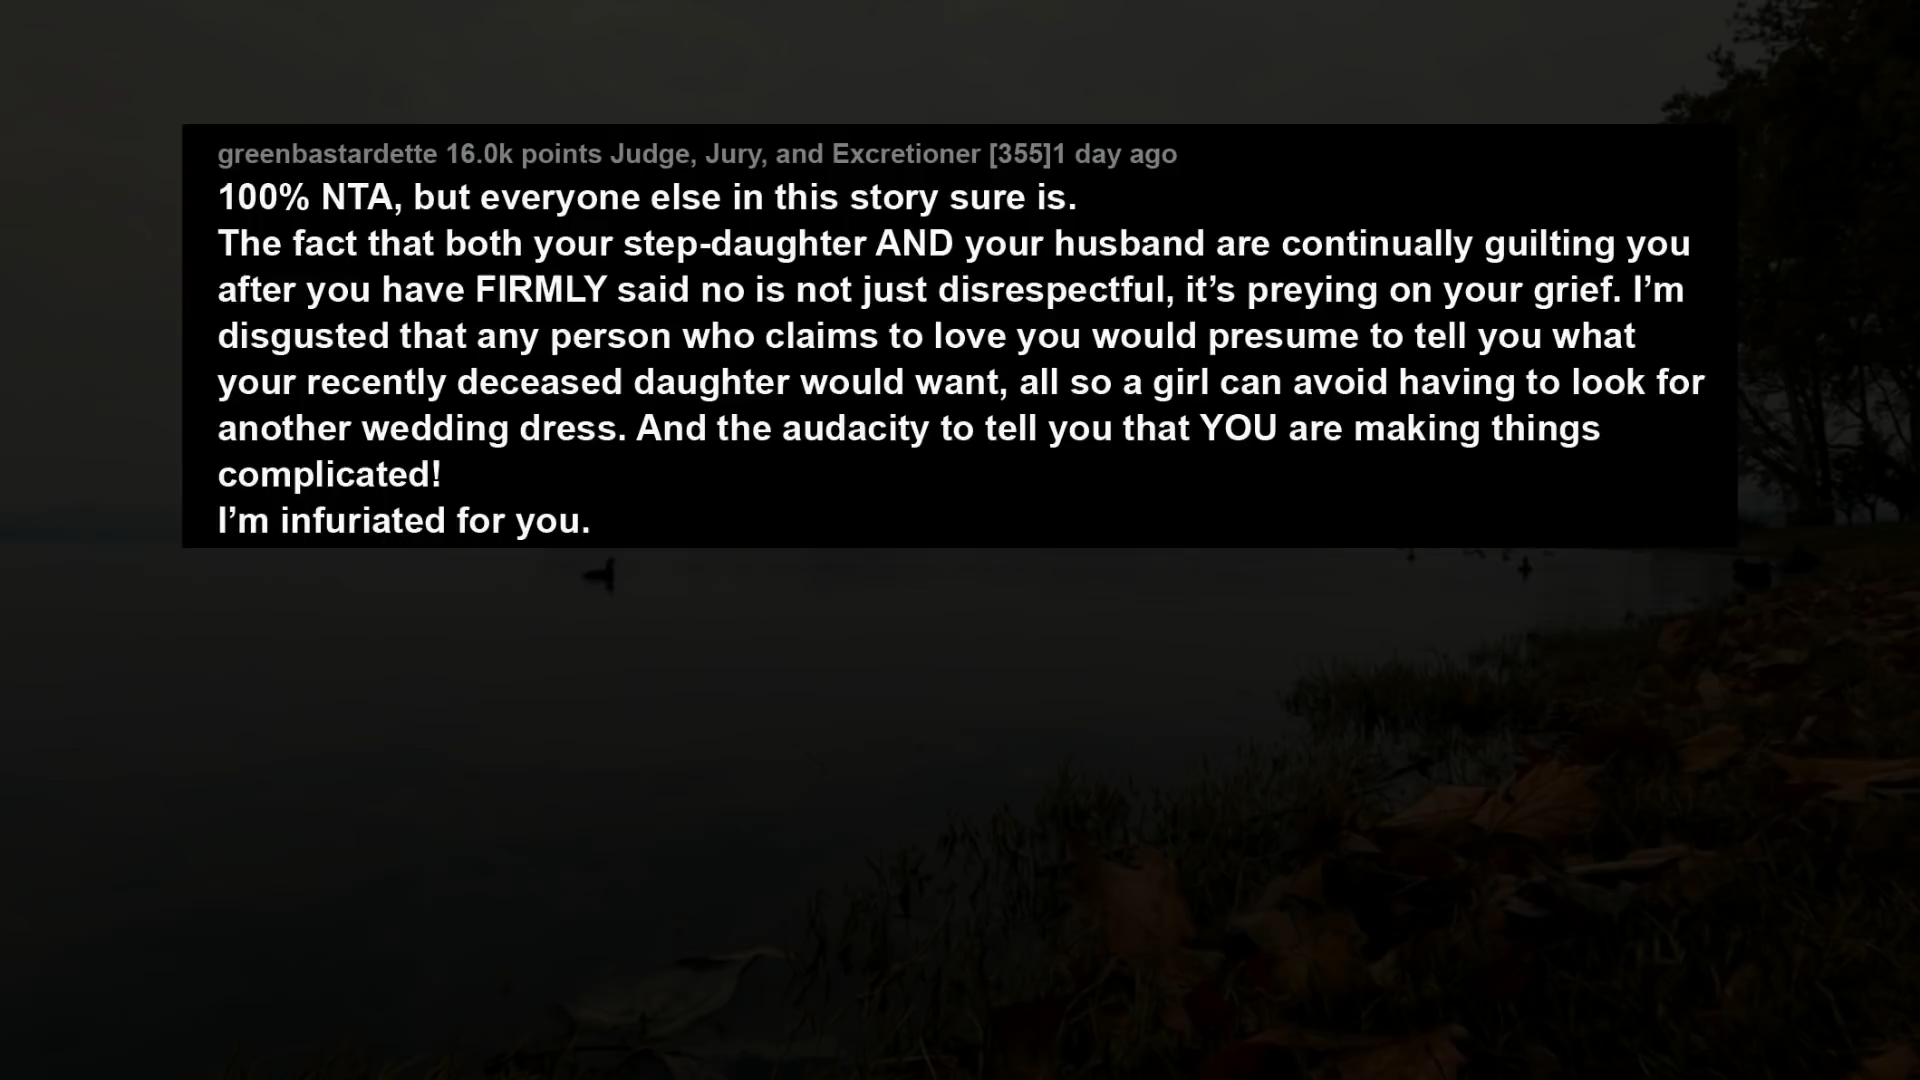 greenbastardette 16.0k points Judge, Jury, and Excretioner [355]1 day ago
100% NTA, but everyone else in this story sure is.
The fact that both your step-daughter AND your husband are continually guilting you
after you have FIRMLY said no is not just disrespectful, it’s preying on your grief. I’m
disgusted that any person who claims to love you would presume to tell you what
your recently deceased daughter would want, all so a girl can avoid having to look for
another wedding dress. And the audacity to tell you that YOU are making things
complicated!
I’m infuriated for you.